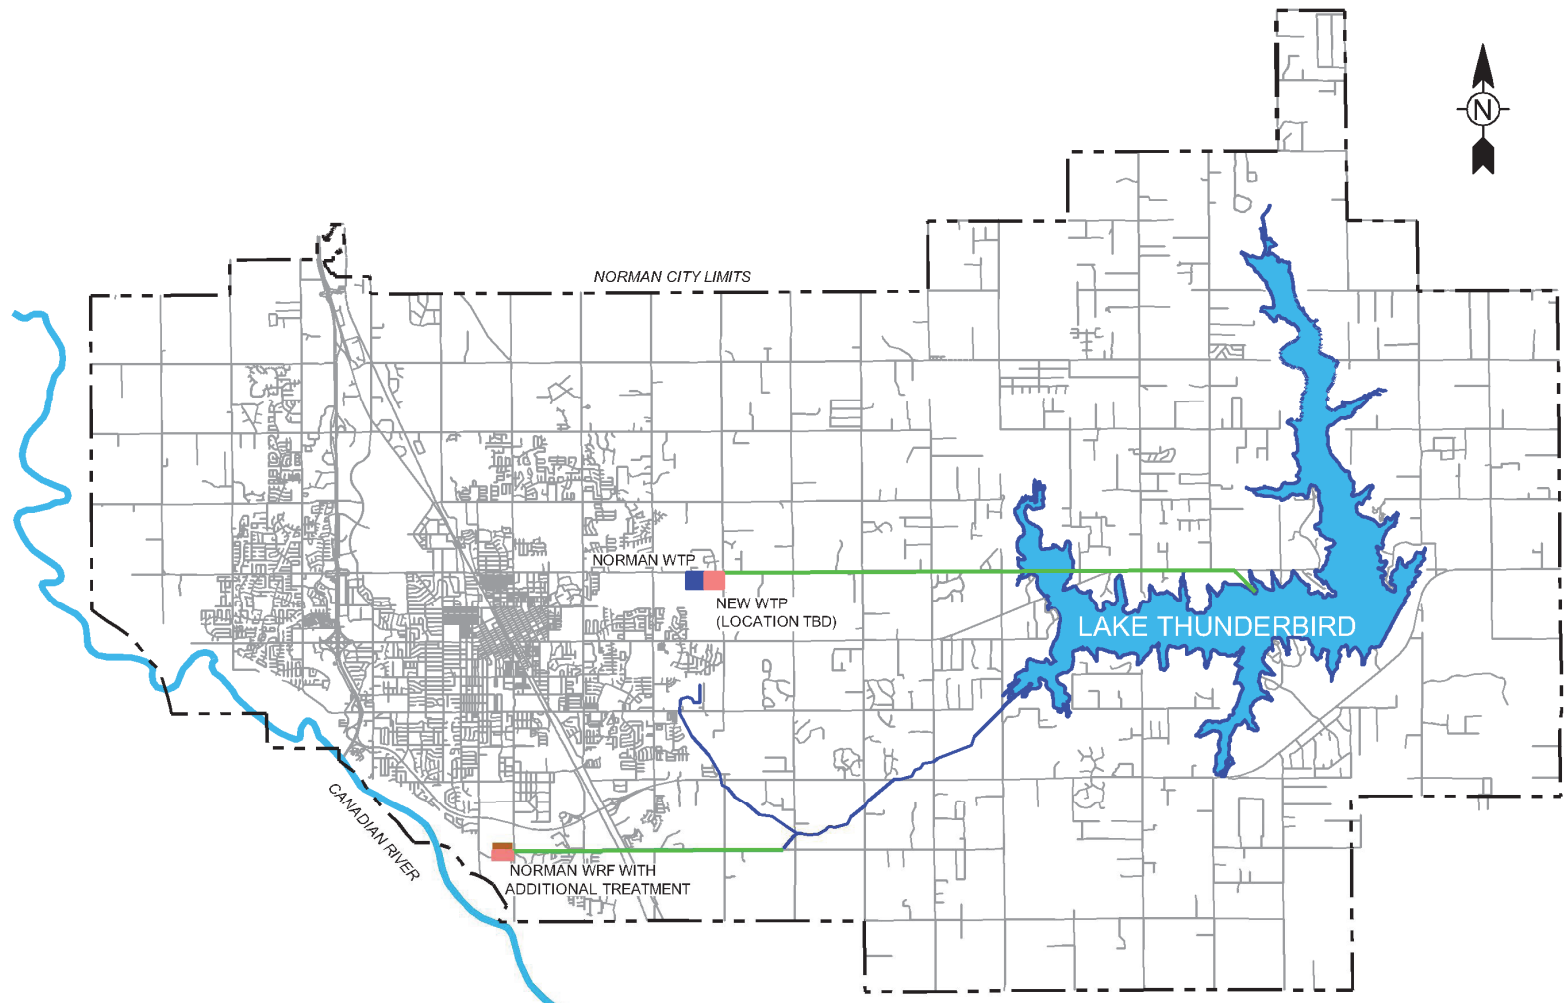 N
NORMAN CITY LIMITS
NORMAN WTP
NEW WTP
(LOCATION TBD)
LAKE THUNDERBIRD
CANADIAN RIVER
NORMAN WRF WITH
ADDITIONAL TREATMENT